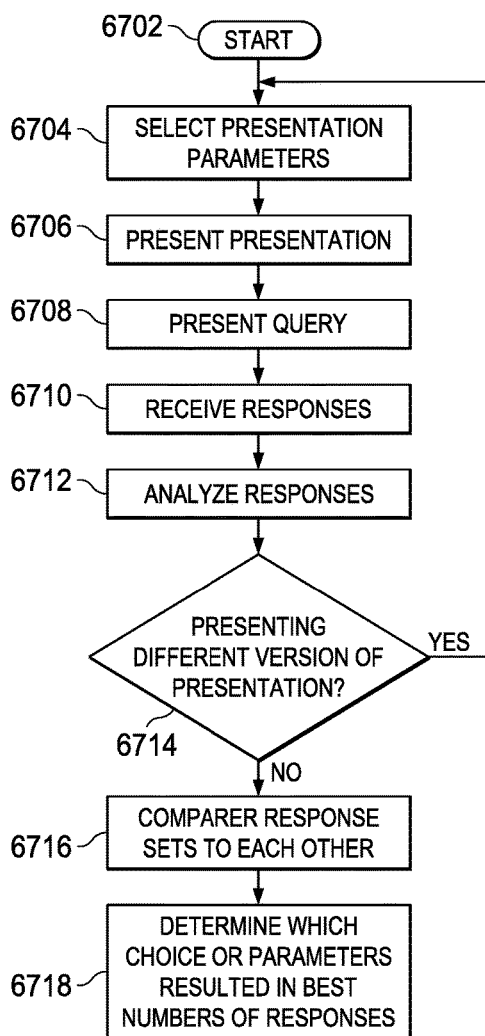 6702
START
6704
SELECT PRESENTATION
PARAMETERS
6706
PRESENT PRESENTATION
6708
PRESENT QUERY
6710
RECEIVE RESPONSES
6712
ANALYZE RESPONSES
PRESENTING
DIFFERENT VERSION OF
PRESENTATION?
YES
6714
NO
6716
COMPARER RESPONSE
SETS TO EACH OTHER
6718
DETERMINE WHICH
CHOICE OR PARAMETERS
RESULTED IN BEST
NUMBERS OF RESPONSES